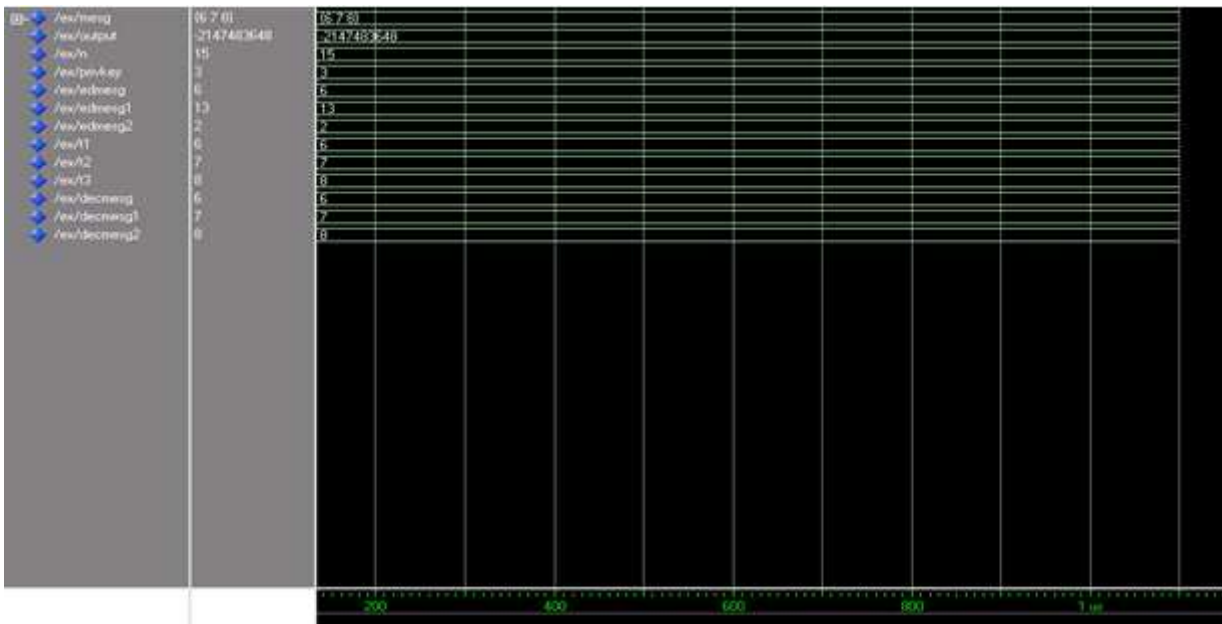 /ex/mesg {6 7 8} {6 7 8}
/ex/output -2147483648 -2147483648
/ex/n 15 15
/ex/privkey 3 3
/ex/edmesg 6 6
/ex/edmesg1 13 13
/ex/edmesg2 2 2
/ex/t1 6 6
/ex/t2 7 7
/ex/t3 8 8
/ex/decmesg 6 6
/ex/decmesg1 7 7
/ex/decmesg2 8 8
200 400 600 800 1 us